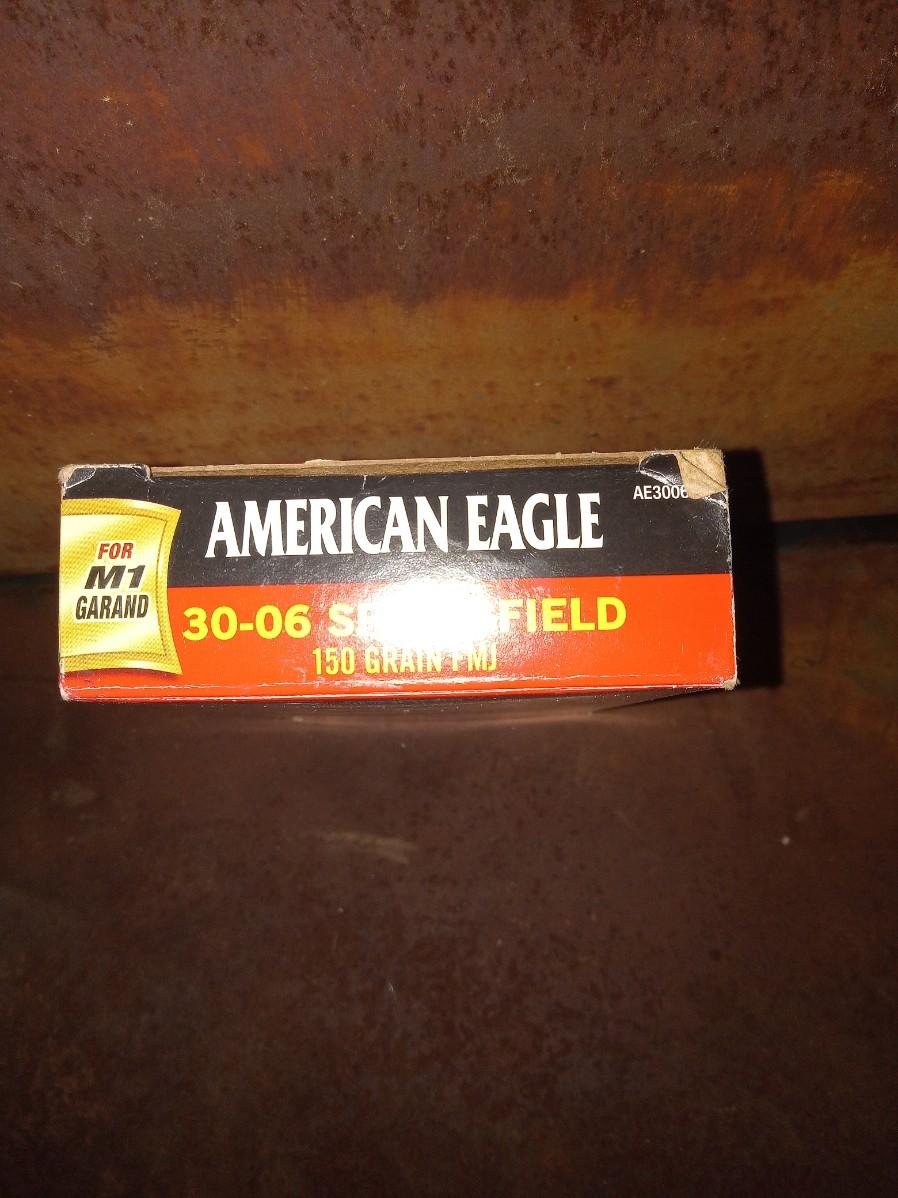 AMERICAN EAGLE
FOR
M1
GARAND
30-06
150 GRAIN FMJ